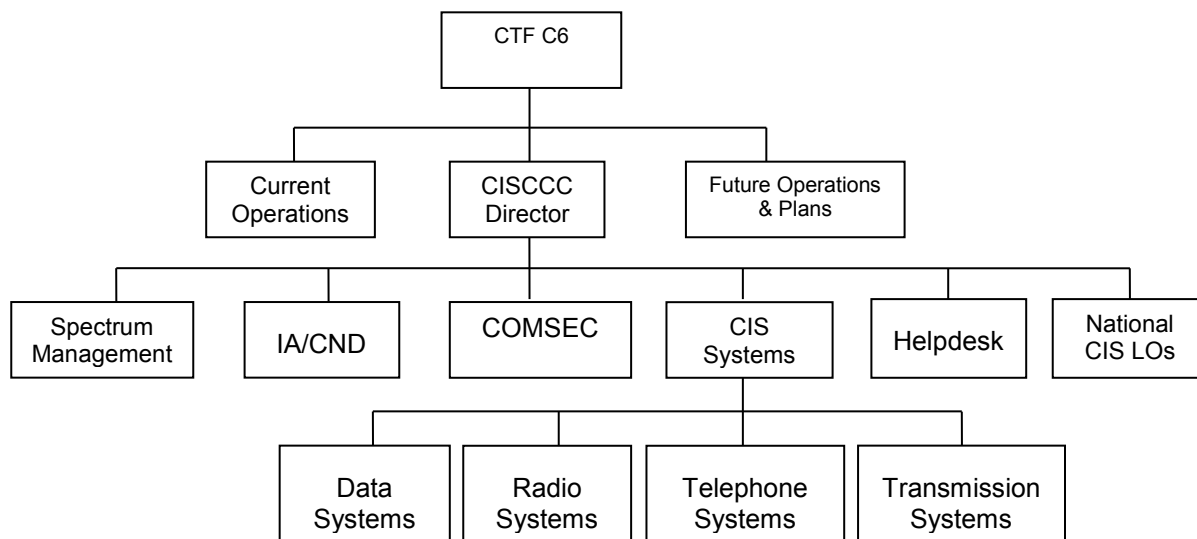 CTF C6
Current
Operations
CISCCC
Director
Future Operations
& Plans
Spectrum
Management
IA/CND
COMSEC
CIS
Systems
Helpdesk
National
CIS LOs
Data
Systems
Radio
Systems
Telephone
Systems
Transmission
Systems